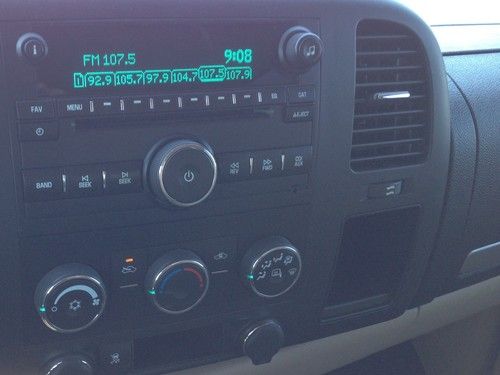 FM 107.5 9:08
1 92.9 105.7 97.9 104.7 107.5 107.9
FAV MENU CAT
BAND SEEK SEEK REV FWD AUX